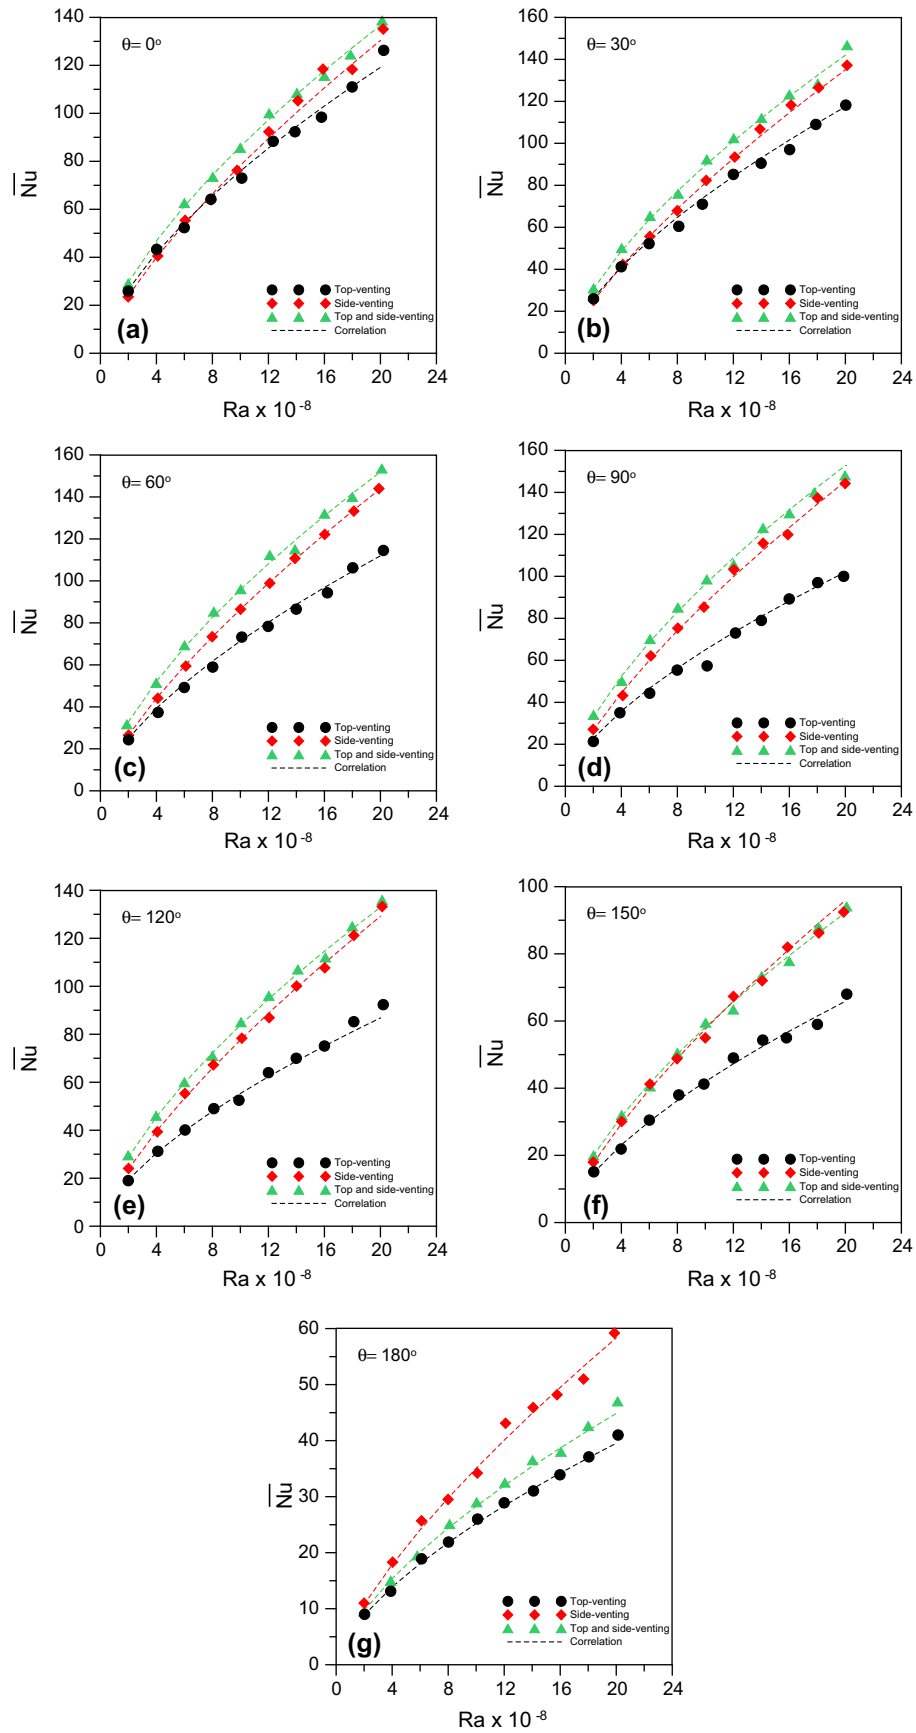 140
120
100
80
60
40
20
0
Nu
θ= 0°
Top-venting
Side-venting
Top and side-venting
Correlation
(a)
0 4 8 12 16 20 24
Ra x 10 -8
160
140
120
100
80
60
40
20
0
Nu
θ= 30°
Top-venting
Side-venting
Top and side-venting
Correlation
(b)
0 4 8 12 16 20 24
Ra x 10 -8
160
140
120
100
80
60
40
20
0
Nu
θ= 60°
Top-venting
Side-venting
Top and side-venting
Correlation
(c)
0 4 8 12 16 20 24
Ra x 10 -8
160
140
120
100
80
60
40
20
0
Nu
θ= 90°
Top-venting
Side-venting
Top and side-venting
Correlation
(d)
0 4 8 12 16 20 24
Ra x 10 -8
140
120
100
80
60
40
20
0
Nu
θ= 120°
Top-venting
Side-venting
Top and side-venting
Correlation
(e)
0 4 8 12 16 20 24
Ra x 10 -8
100
80
60
40
20
0
Nu
θ= 150°
Top-venting
Side-venting
Top and side-venting
Correlation
(f)
0 4 8 12 16 20 24
Ra x 10 -8
60
50
40
30
20
10
0
Nu
θ= 180°
Top-venting
Side-venting
Top and side-venting
Correlation
(g)
0 4 8 12 16 20 24
Ra x 10 -8